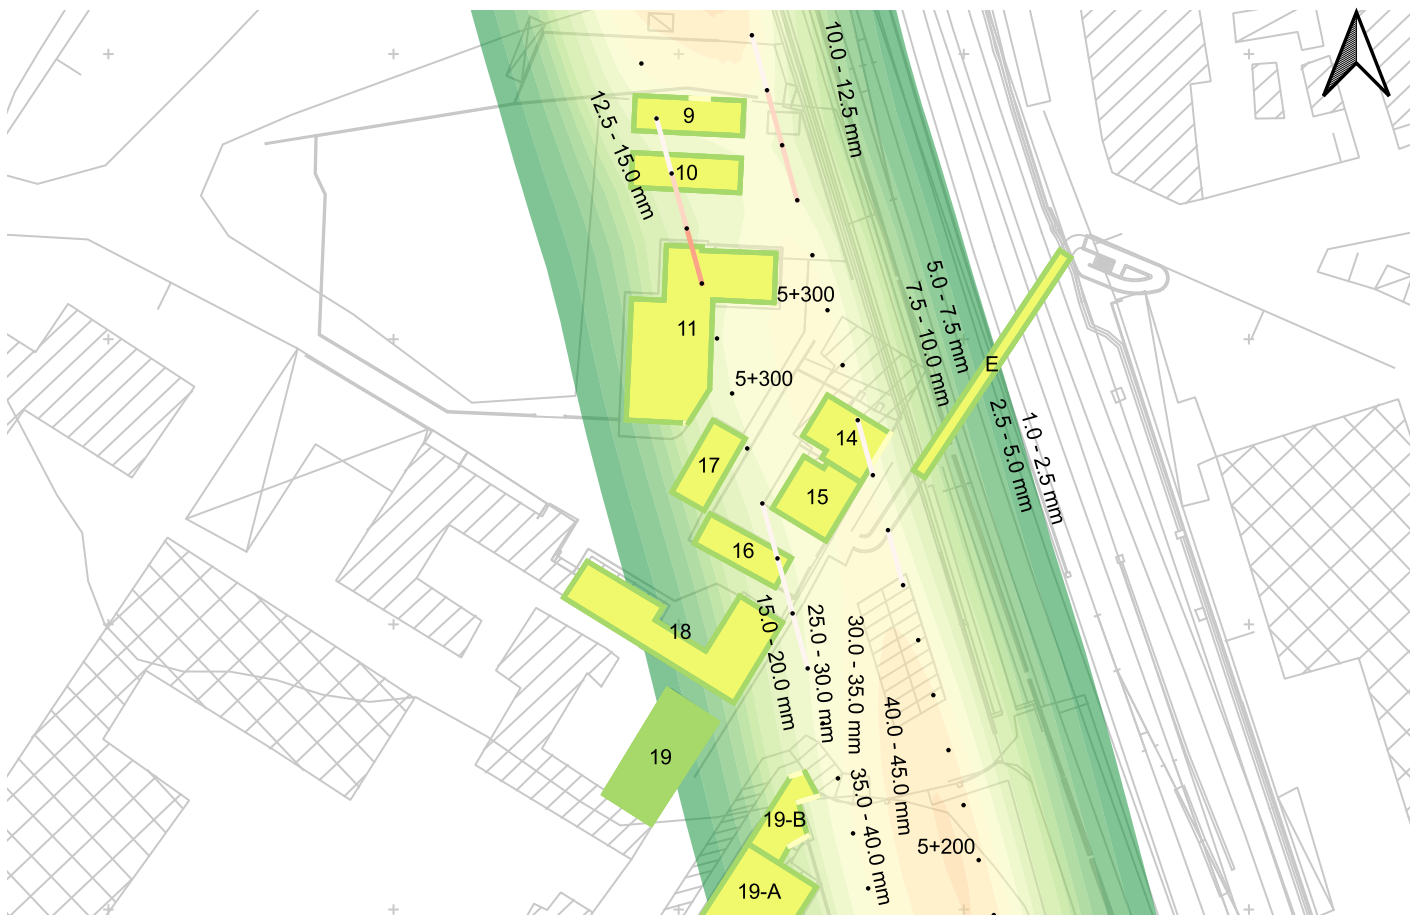 10.0 - 12.5 mm
12.5 - 15.0 mm
9
10
5.0 - 7.5 mm
7.5 - 10.0 mm
5+300
11
E
5+300
1.0 - 2.5 mm
2.5 - 5.0 mm
14
17
15
16
15.0 - 20.0 mm
25.0 - 30.0 mm
30.0 - 35.0 mm
18
40.0 - 45.0 mm
19
35.0 - 40.0 mm
19-B
5+200
19-A